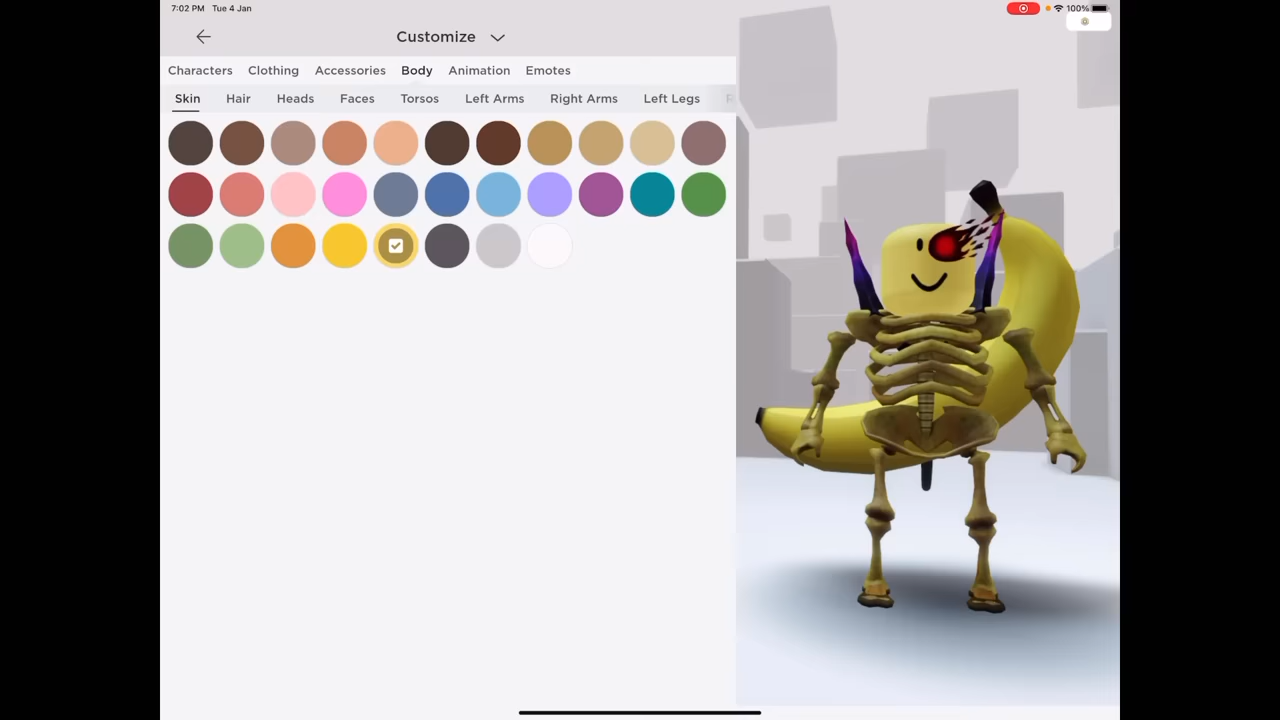 7:02 PM Tue 4 Jan
100%
Customize
Characters Clothing Accessories Body Animation Emotes
Skin Hair Heads Faces Torsos Left Arms Right Arms Left Legs